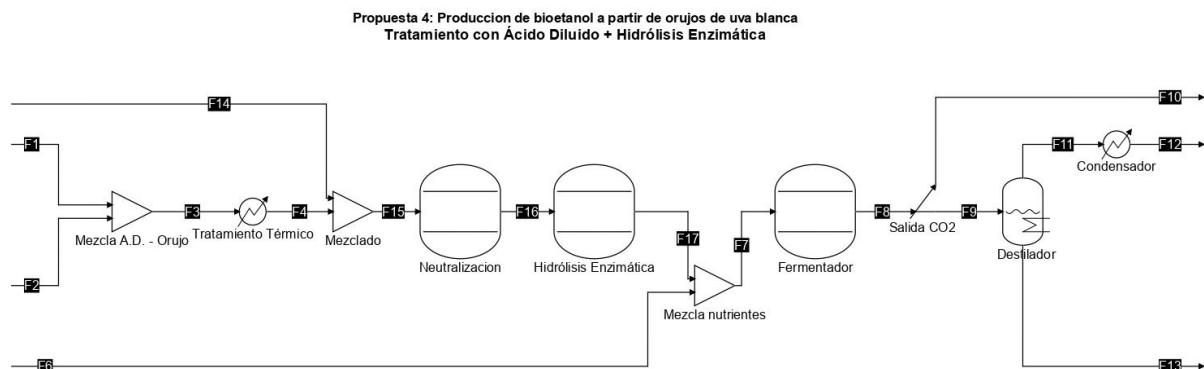 Propuesta 4: Produccion de bioetanol a partir de orujos de uva blanca
Tratamiento con Ácido Diluido + Hidrólisis Enzimática
F14
F10
F1
F11
F12
Condensador
F3
F4
F15
F16
F8
F9
Mezcla A.D. - Orujo
Tratamiento Térmico
Mezclado
Salida CO2
F17
F7
Destilador
Neutralizacion
Hidrólisis Enzimática
Fermentador
F2
Mezcla nutrientes
F6
F13